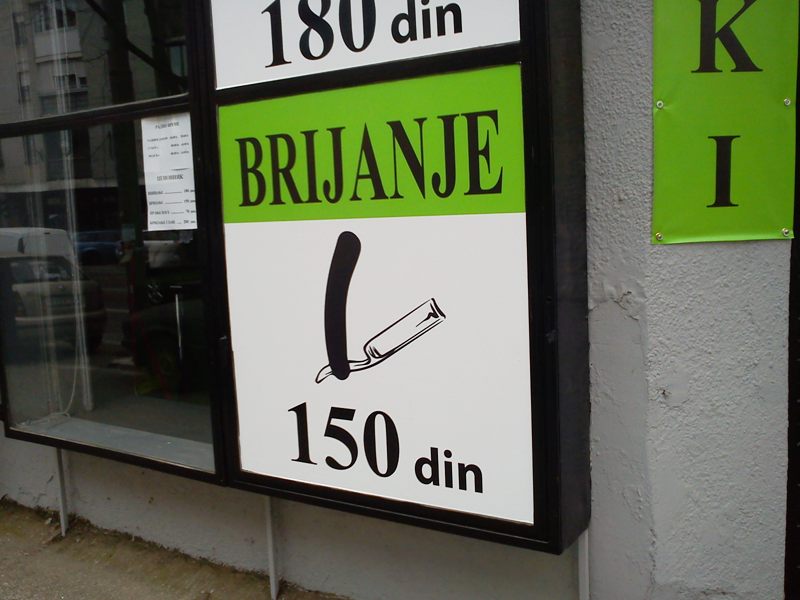 180 din
BRIJANJE
150 din
K
I